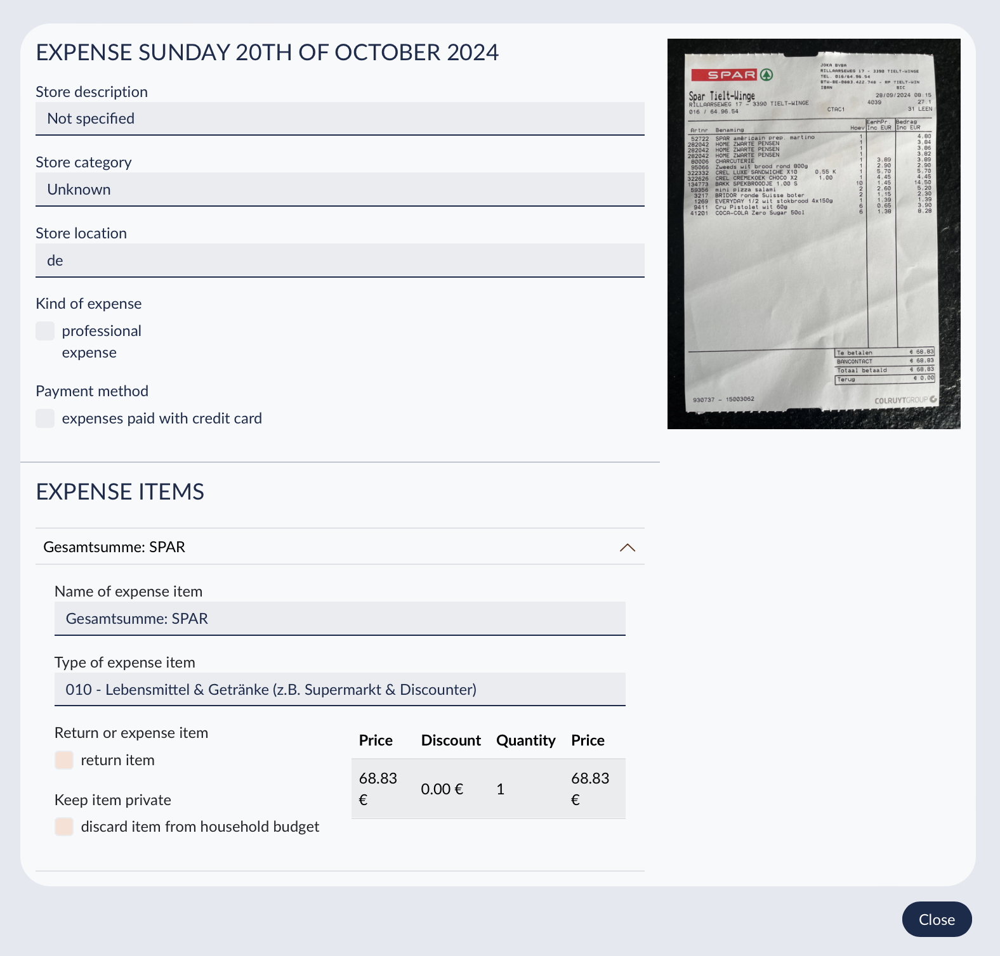 EXPENSE SUNDAY 20TH OF OCTOBER 2024
Store description
Not specified
Store category
Unknown
Store location
de
Kind of expense
professional
expense
Payment method
expenses paid with credit card
EXPENSE ITEMS
Gesamtsumme: SPAR
Name of expense item
Gesamtsumme: SPAR
Type of expense item
010 - Lebensmittel & Getränke (z.B. Supermarkt & Discounter)
Return or expense item
return item
Keep item private
discard item from household budget
Price Discount Quantity Price
68.83 € 0.00 € 1 68.83 €
Close
SPAR
JOKA BVBA
RILLAARSEWEG 17 - 3390 TIELT-WINGE
TEL. 016/64.96.54
BTW-BE-0883.422.748 - RP TIELT-WIN
IBAN BIC
Spar Tielt-Winge
28/09/2024 08:15
RILLAARSEWEG 17 - 3390 TIELT-WINGE
4039 27.1
016 / 64.96.54
CTAC1 31 LEEN
Artnr Benaming Hoev EenhPr. Inc EUR Bedrag Inc EUR
52722 SPAR américain prep. martino 1 4.80
282042 HOME ZWARTE PENSEN 1 3.84
282042 HOME ZWARTE PENSEN 1 3.86
282042 HOME ZWARTE PENSEN 1 3.82
80006 CHARCUTERIE 1 3.89 3.89
95066 Zweeds wit brood rond 800g 1 2.90 2.90
322332 CREL LUXE SANDWICHE X10 0.55 K 1 5.70 5.70
322626 CREL CREMEKOEK CHOCO X2 1.00 1 4.45 4.45
134773 BAKK SPEKBROODJE 1.00 S 10 1.45 14.50
59356 mini pizza salami 2 2.60 5.20
3217 BRIDOR ronde Suisse boter 2 1.15 2.30
1269 EVERYDAY 1/2 wit stokbrood 4x150g 1 1.39 1.39
9411 Cru Pistolet wit 60g 6 0.65 3.90
41201 COCA-COLA Zero Sugar 50cl 6 1.38 8.28
Te betalen € 68,83
BANCONTACT € 68,83
Totaal betaald € 68,83
Terug € 0,00
930737 - 15003062
COLRUYTGROUP